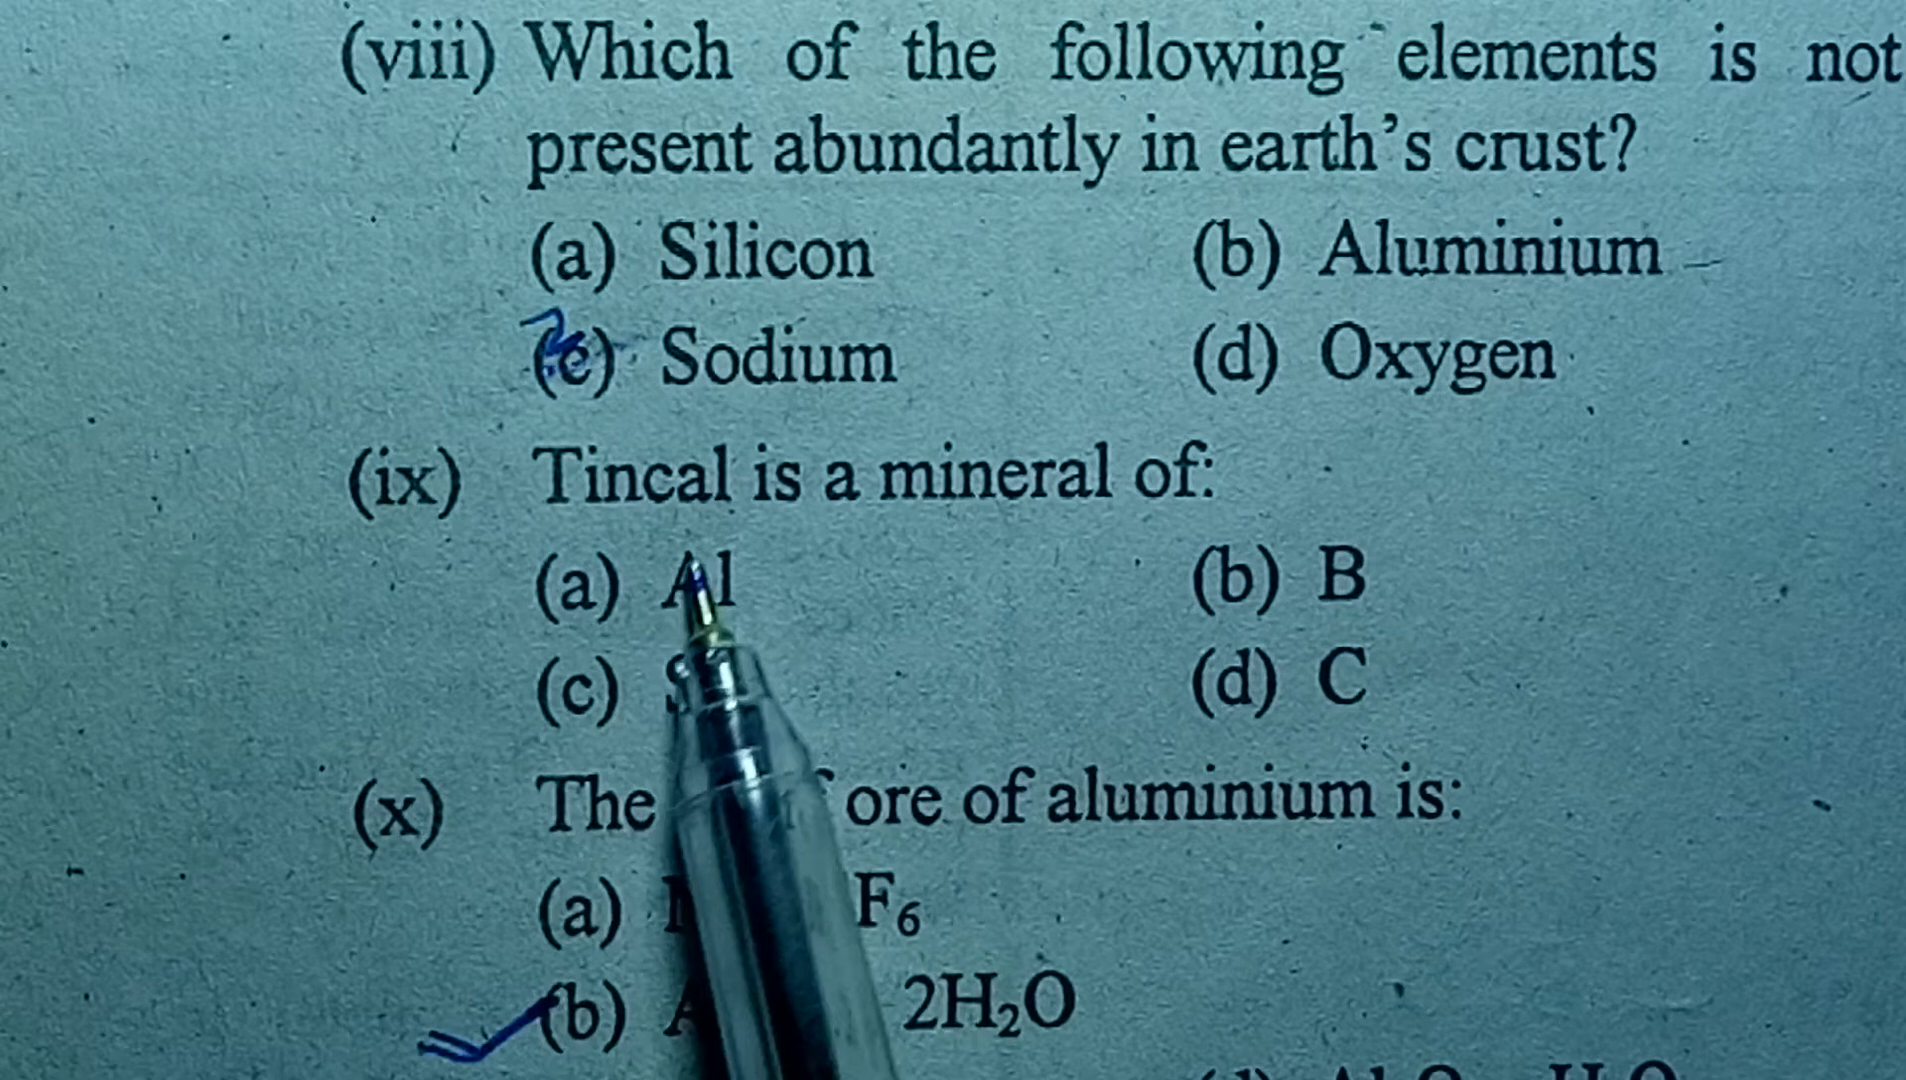 (viii) Which of the following elements is not
present abundantly in earth's crust?
(a) Silicon (b) Aluminium
(c) Sodium (d) Oxygen
(ix) Tincal is a mineral of:
(a) Al (b) B
(c) (d) C
(x) The ore of aluminium is:
(a) F₆
(b) 2H₂O